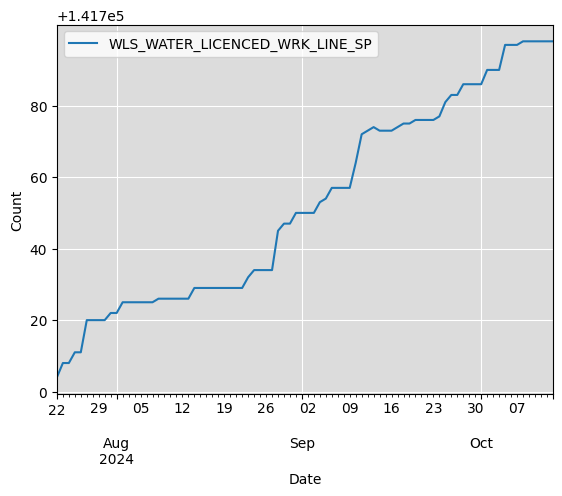 +1.417e5
WLS_WATER_LICENCED_WRK_LINE_SP
80
60
40
20
0
Count
22 29 05 12 19 26 02 09 16 23 30 07
Aug Sep Oct
2024
Date